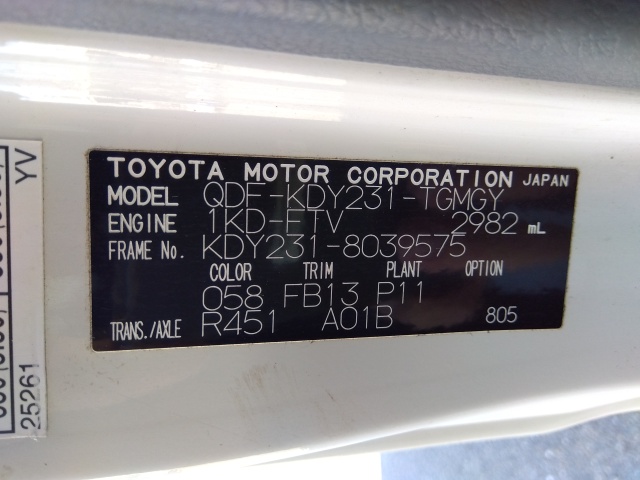 TOYOTA MOTOR CORPORATION JAPAN
MODEL QDF-KDY231-TGMGY
ENGINE 1KD-FTV 2982 mL
FRAME No. KDY231-8039575
COLOR TRIM PLANT OPTION
058 FB13 P11
TRANS./AXLE R451 A01B 805
YV
25261